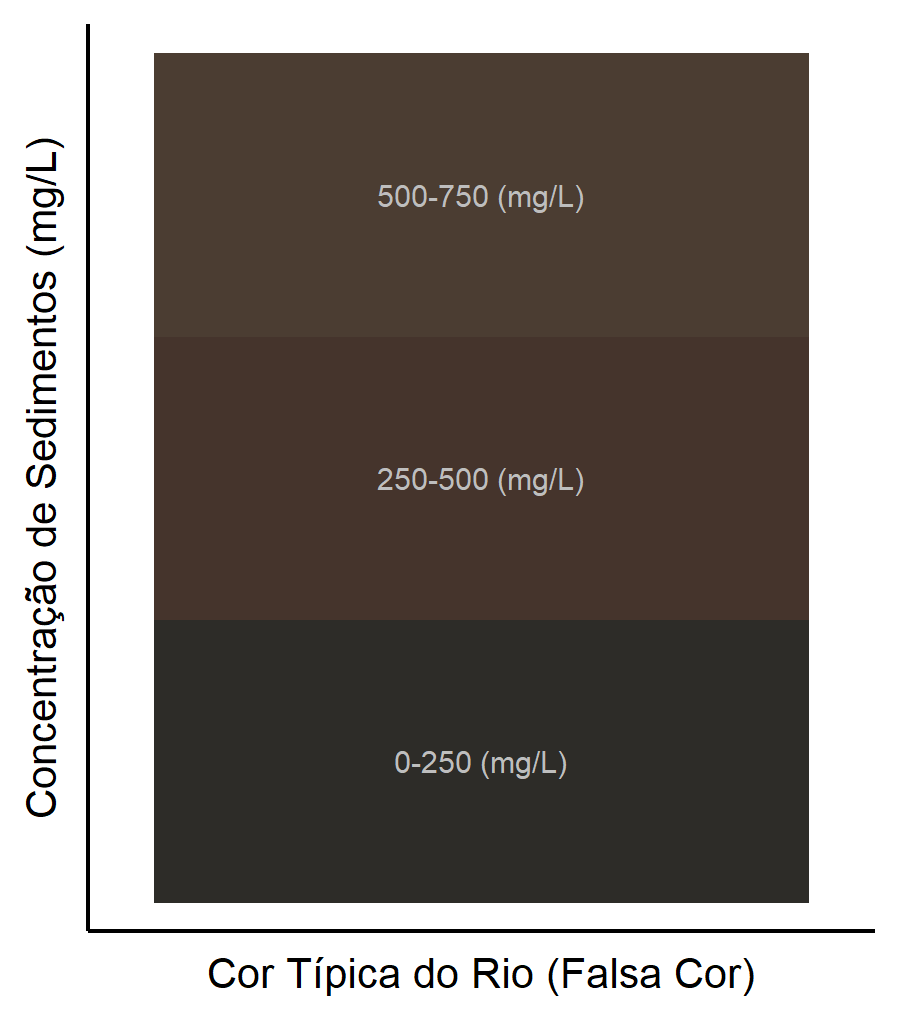 Concentração de Sedimentos (mg/L)
500-750 (mg/L)
250-500 (mg/L)
0-250 (mg/L)
Cor Típica do Rio (Falsa Cor)